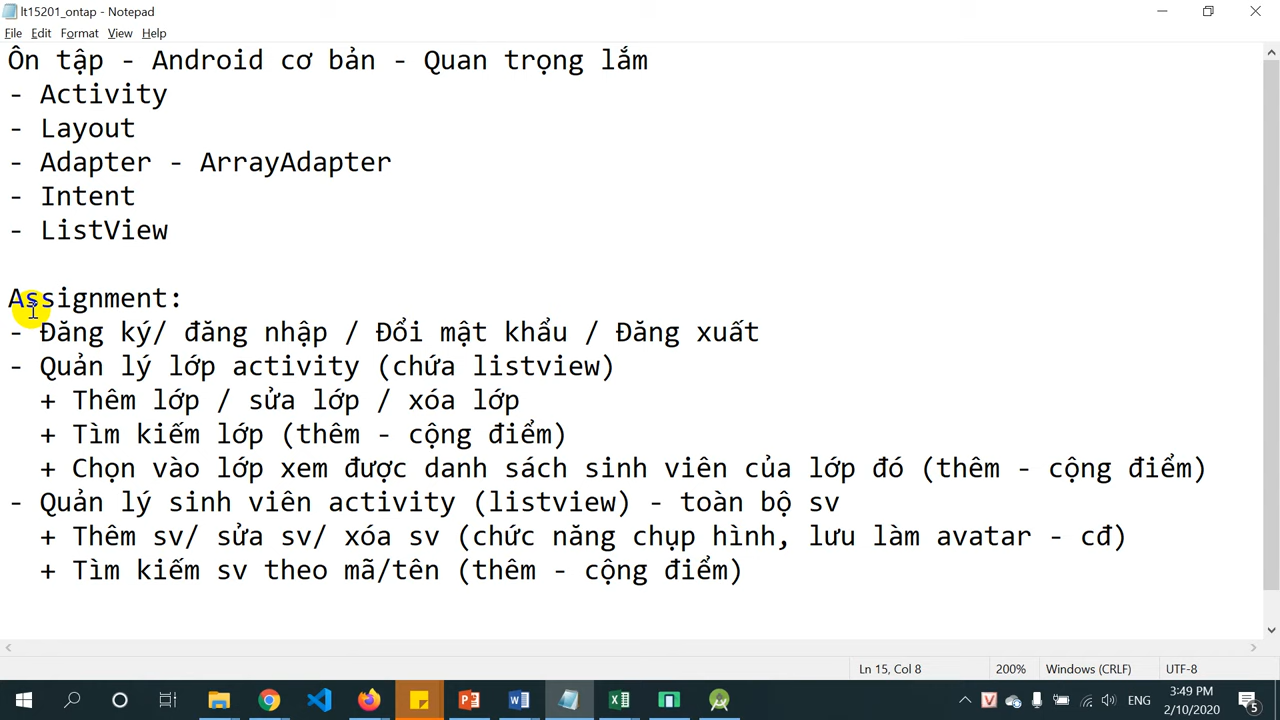 lt15201_ontap - Notepad
File Edit Format View Help
Ôn tập - Android cơ bản - Quan trọng lắm
- Activity
- Layout
- Adapter - ArrayAdapter
- Intent
- ListView
Assignment:
- Đăng ký/ đăng nhập / Đổi mật khẩu / Đăng xuất
- Quản lý lớp activity (chứa listview)
+ Thêm lớp / sửa lớp / xóa lớp
+ Tìm kiếm lớp (thêm - cộng điểm)
+ Chọn vào lớp xem được danh sách sinh viên của lớp đó (thêm - cộng điểm)
- Quản lý sinh viên activity (listview) - toàn bộ sv
+ Thêm sv/ sửa sv/ xóa sv (chức năng chụp hình, lưu làm avatar - cđ)
+ Tìm kiếm sv theo mã/tên (thêm - cộng điểm)
Ln 15, Col 8 200% Windows (CRLF) UTF-8
ENG
3:49 PM
2/10/2020
5